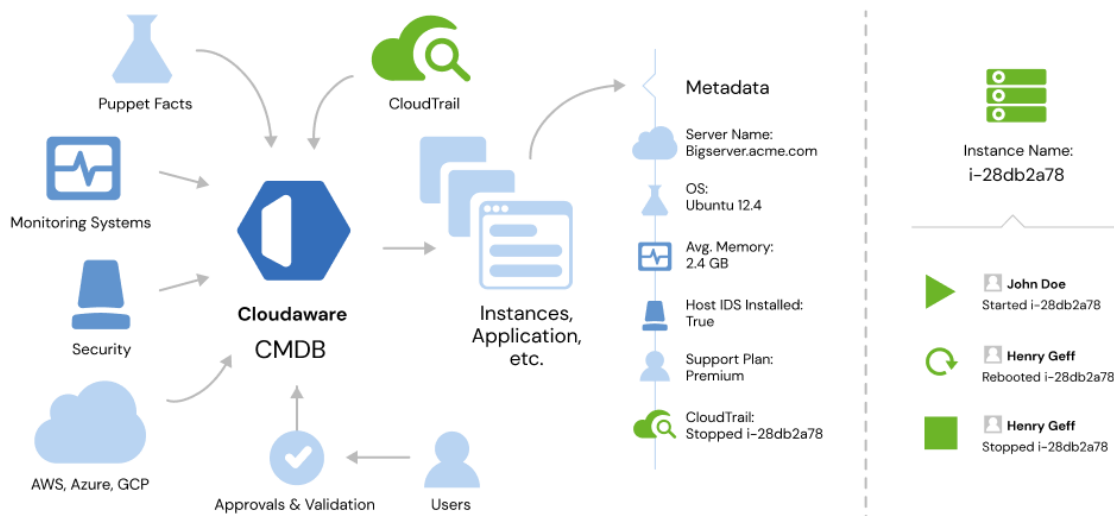 Puppet Facts
CloudTrail
Monitoring Systems
Security
AWS, Azure, GCP
Cloudaware
CMDB
Approvals & Validation
Users
Instances,
Application,
etc.
Metadata
Server Name:
Bigserver.acme.com
OS:
Ubuntu 12.4
Avg. Memory:
2.4 GB
Host IDS Installed:
True
Support Plan:
Premium
CloudTrail:
Stopped i-28db2a78
Instance Name:
i-28db2a78
John Doe
Started i-28db2a78
Henry Geff
Rebooted i-28db2a78
Henry Geff
Stopped i-28db2a78